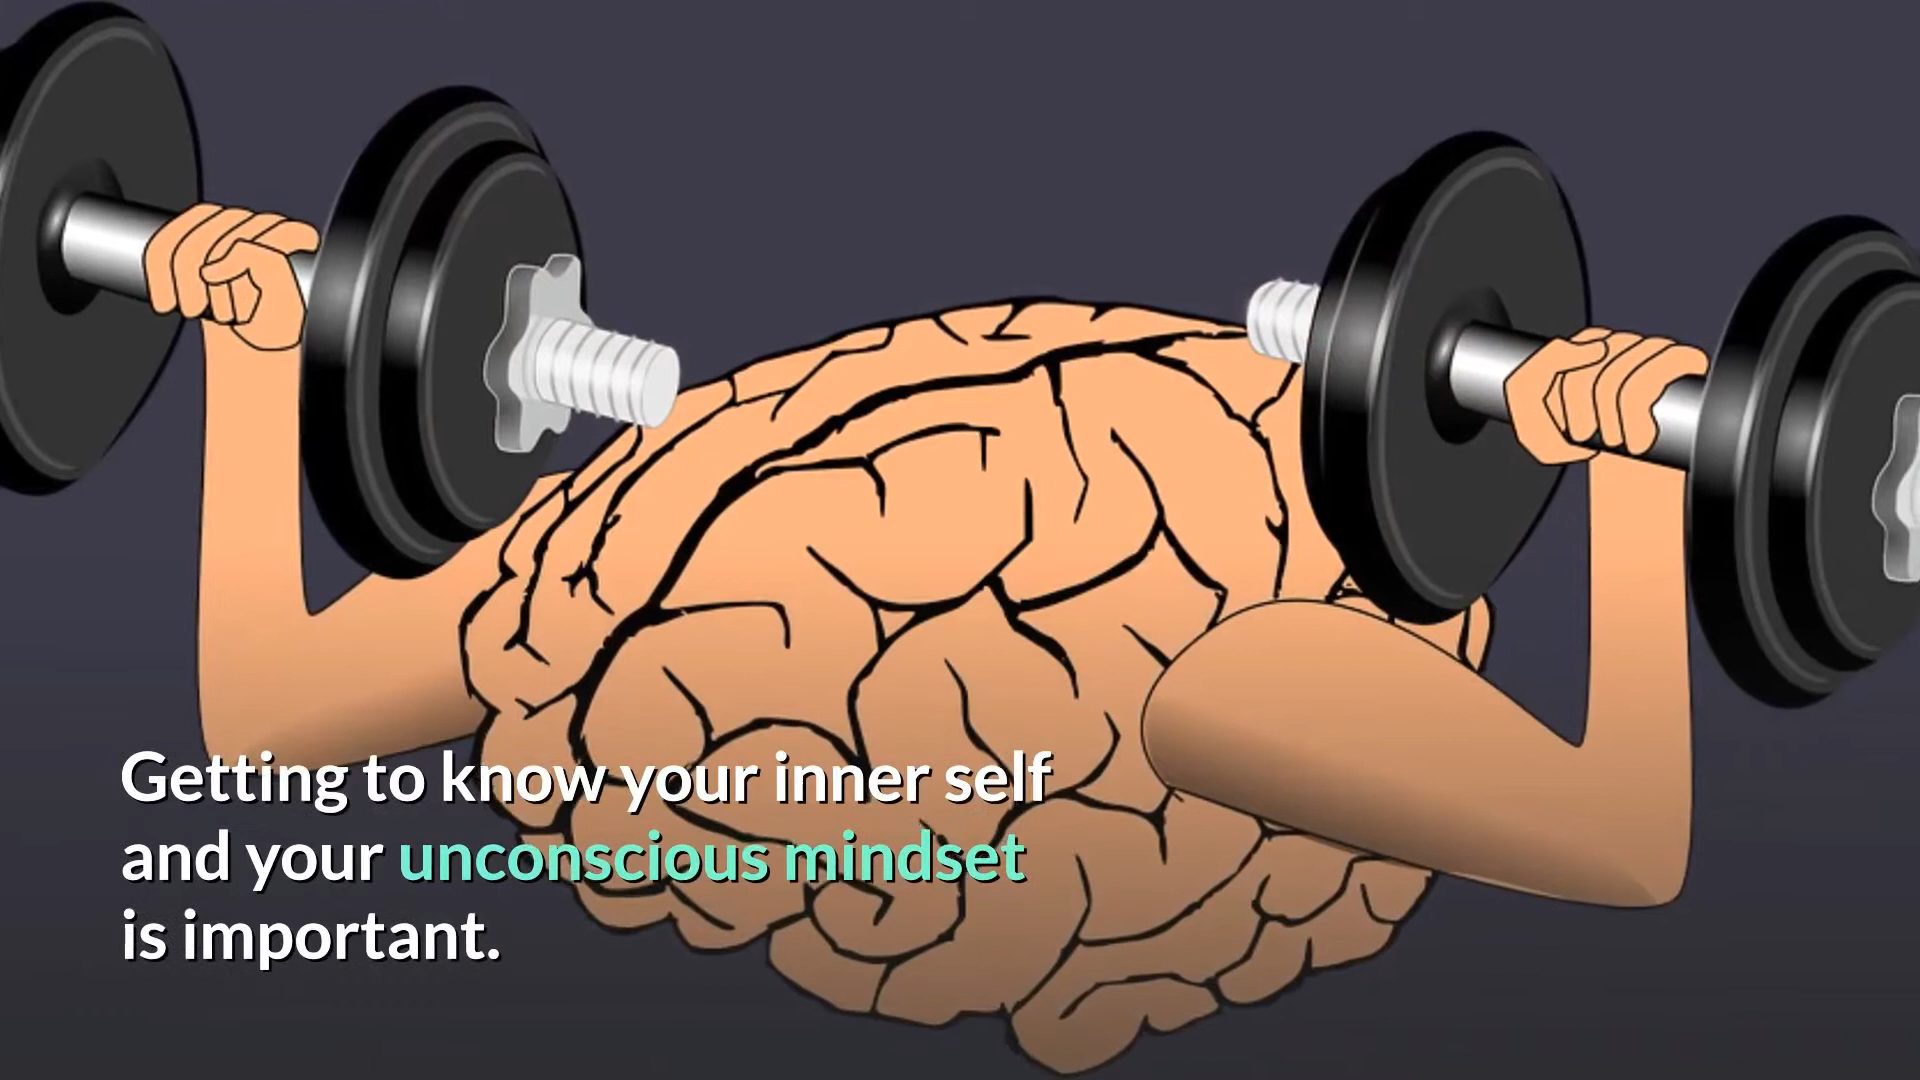 Getting to know your inner self
and your unconscious mindset
is important.